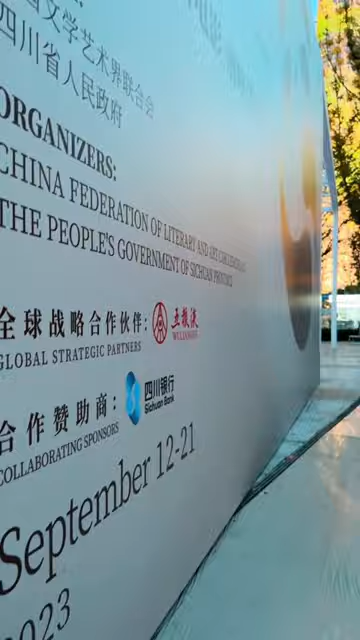 国文学艺术界联合会
四川省人民政府
ORGANIZERS:
CHINA FEDERATION OF LITERARY AND ART CIRCLES
THE PEOPLE'S GOVERNMENT OF SICHUAN PROVINCE
全球战略合作伙伴: 五粮液
GLOBAL STRATEGIC PARTNERS WULIANGYE
合作赞助商: 四川银行
COLLABORATING SPONSORS Sichuan Bank
September 12-21
2023